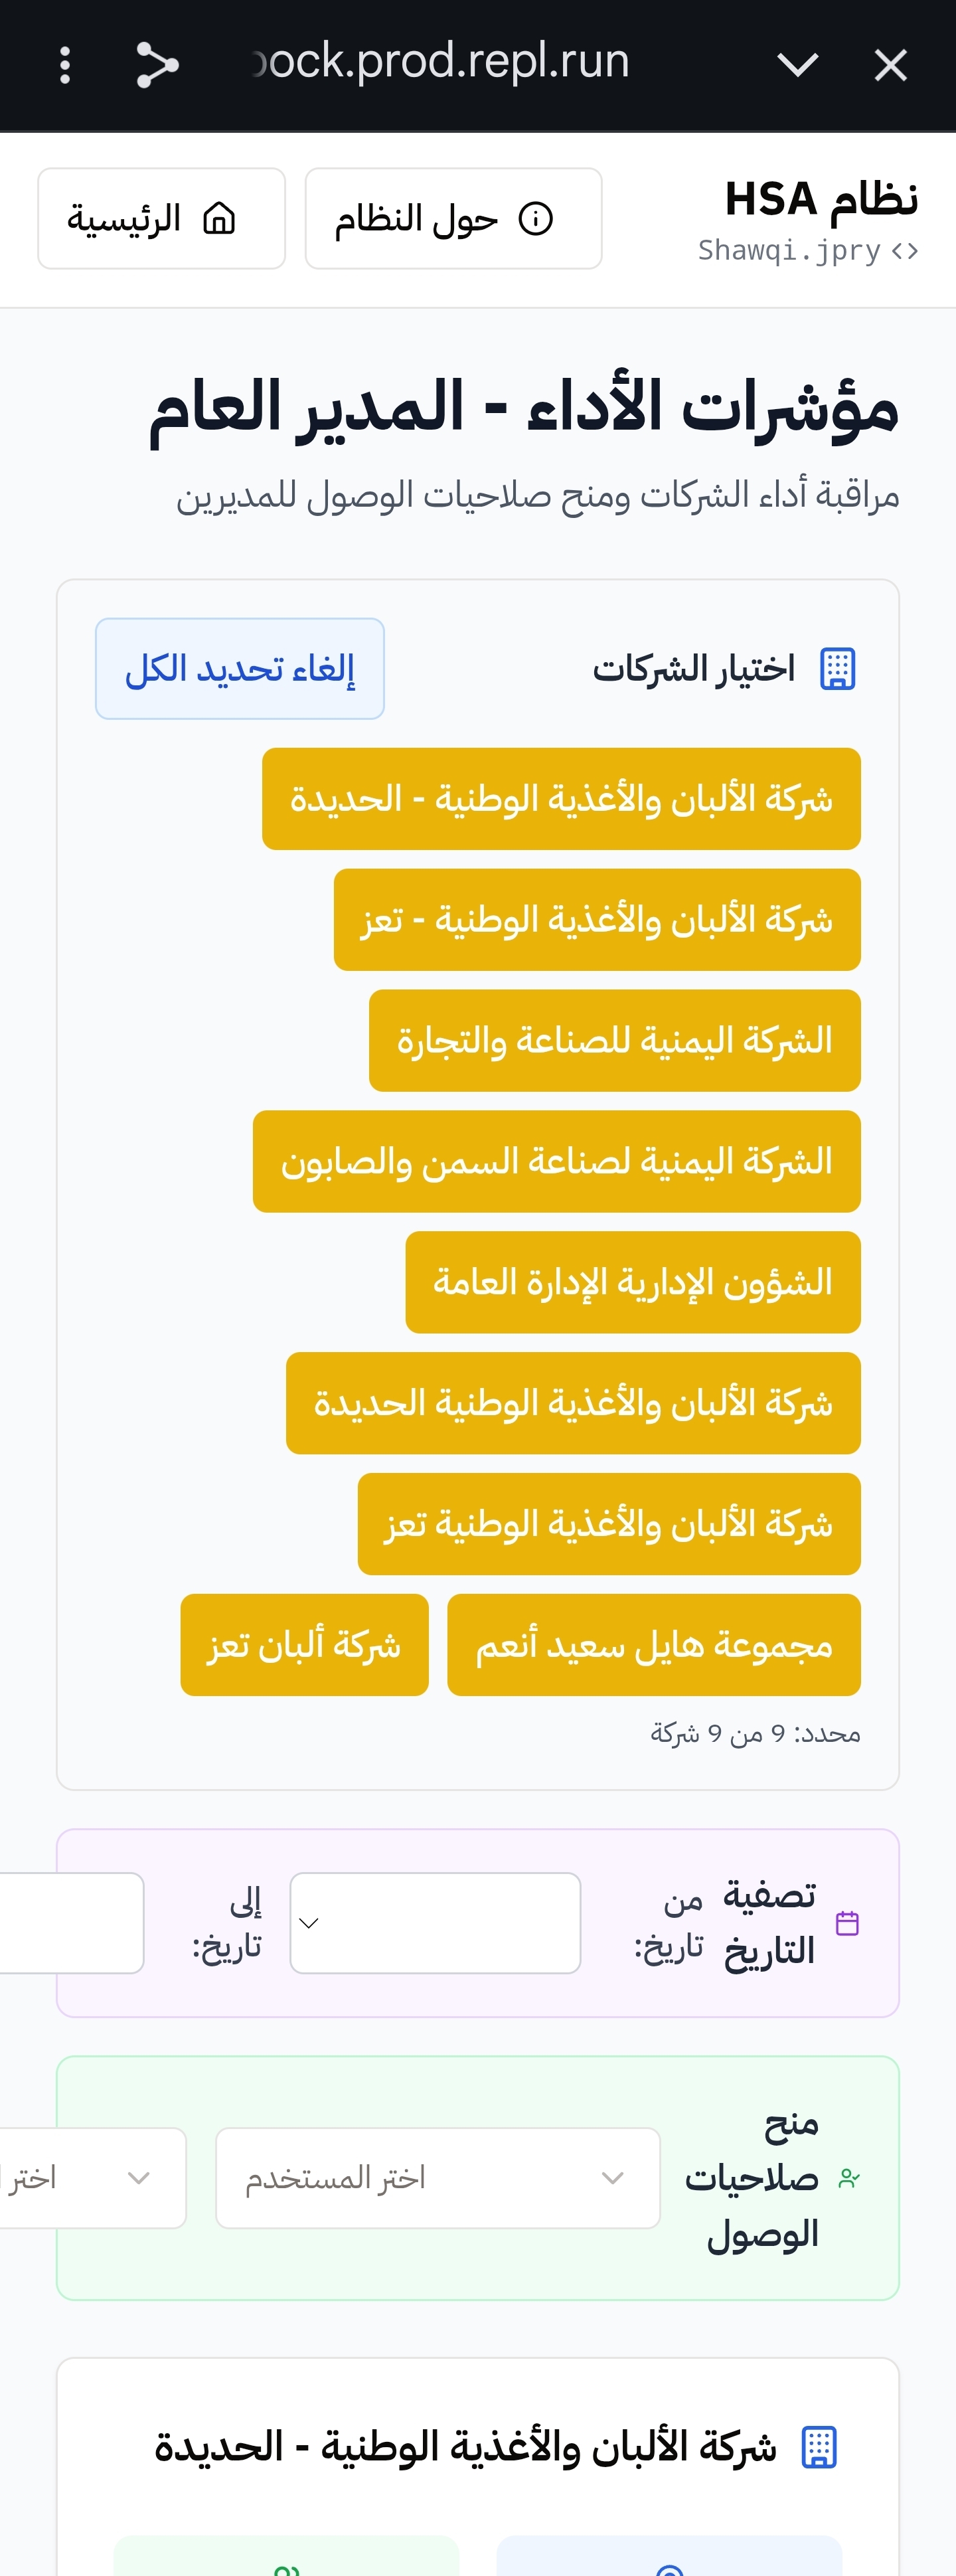 ock.prod.repl.run
نظام HSA
Shawqi.jpry
حول النظام
الرئيسية
مؤشرات الأداء - المدير العام
مراقبة أداء الشركات ومنح صلاحيات الوصول للمديرين
اختيار الشركات
إلغاء تحديد الكل
شركة الألبان والأغذية الوطنية - الحديدة
شركة الألبان والأغذية الوطنية - تعز
الشركة اليمنية للصناعة والتجارة
الشركة اليمنية لصناعة السمن والصابون
الشؤون الإدارية الإدارة العامة
شركة الألبان والأغذية الوطنية الحديدة
شركة الألبان والأغذية الوطنية تعز
مجموعة هايل سعيد أنعم
شركة ألبان تعز
محدد: 9 من 9 شركة
تصفية
التاريخ
من
تاريخ:
إلى
تاريخ:
منح
صلاحيات
الوصول
اختر المستخدم
اختر
شركة الألبان والأغذية الوطنية - الحديدة